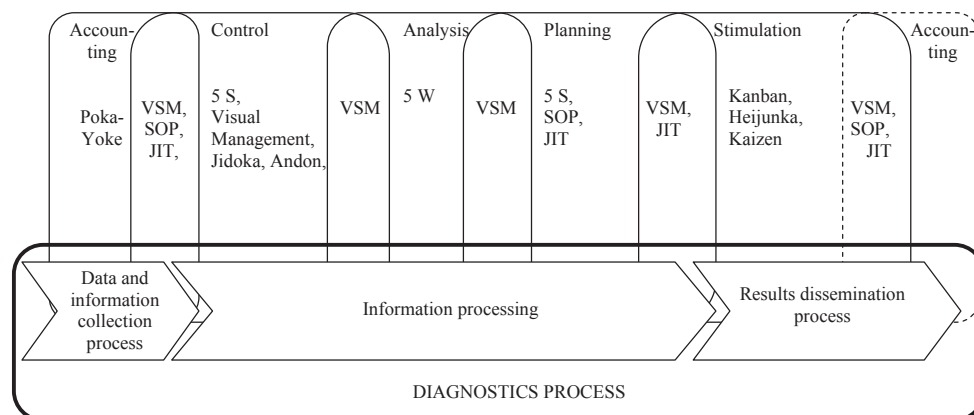 Accoun-
ting
Control
Analysis
Planning
Stimulation
Accoun-
ting
Poka-
Yoke
VSM,
SOP,
JIT,
5 S,
Visual
Management,
Jidoka, Andon,
VSM
5 W
VSM
5 S,
SOP,
JIT
VSM,
JIT
Kanban,
Heijunka,
Kaizen
VSM,
SOP,
JIT
Data and
information
collection
process
Information processing
Results dissemination
process
DIAGNOSTICS PROCESS